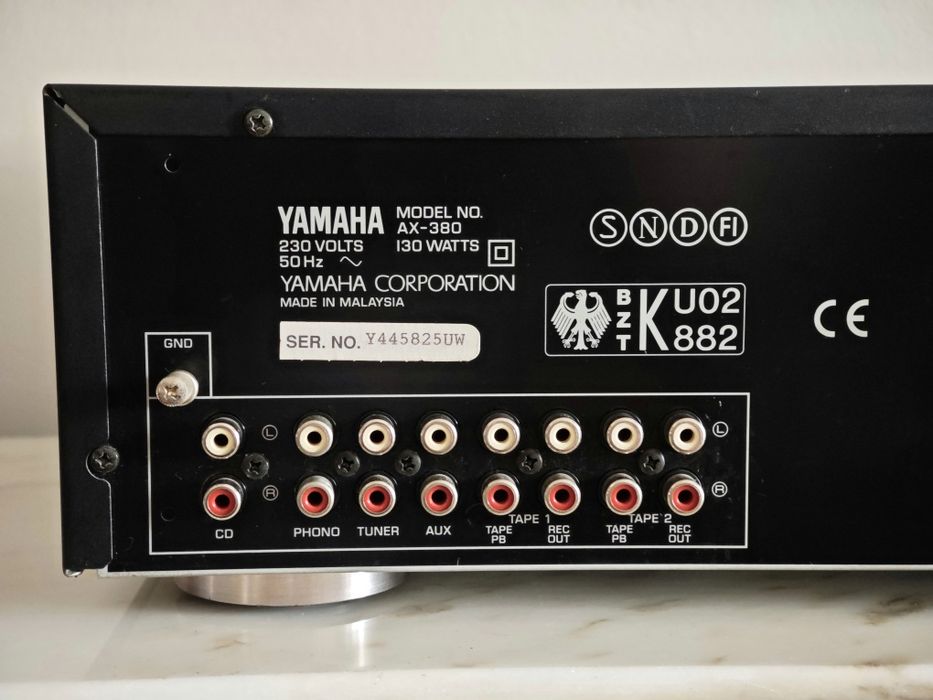 YAMAHA MODEL NO.
AX-380
230 VOLTS 130 WATTS
50 Hz ~
YAMAHA CORPORATION
MADE IN MALAYSIA
SER. NO. Y445825UW
S N D FI
BZT K U02
882
CE
GND
L L
R R
CD PHONO TUNER AUX TAPE 1 TAPE 2
TAPE PB REC OUT TAPE PB REC OUT